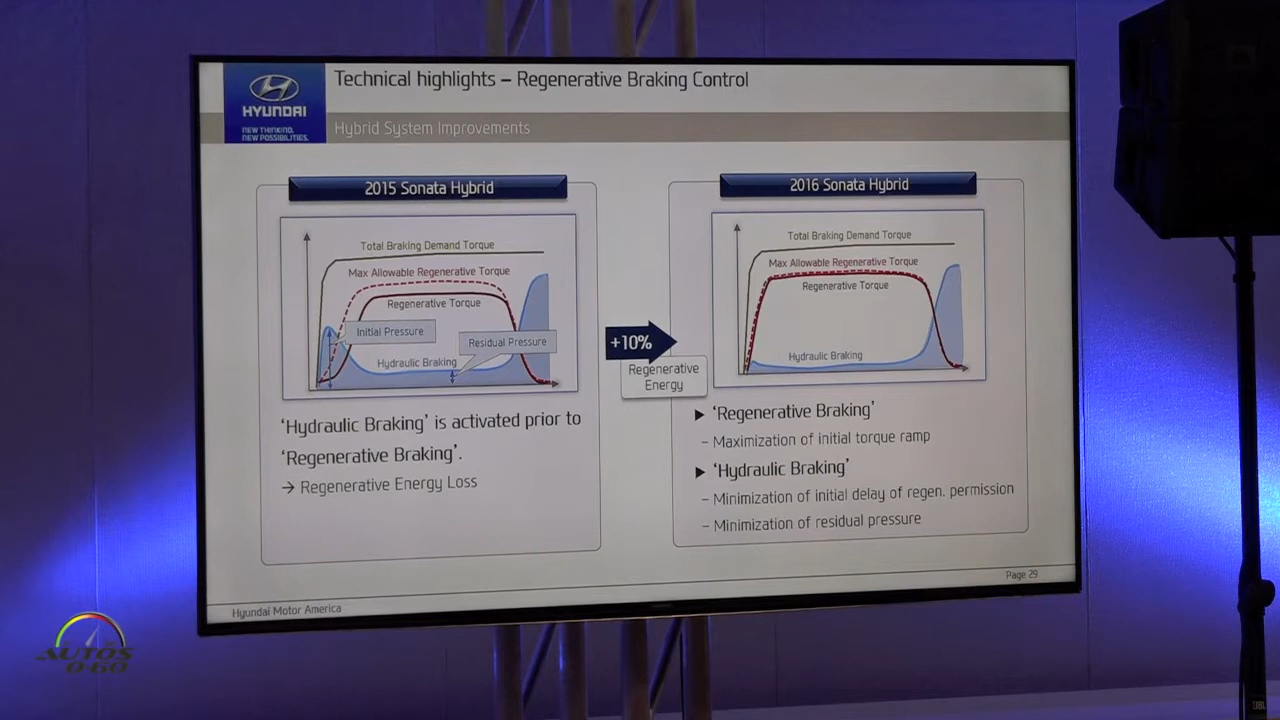 Technical highlights – Regenerative Braking Control
HYUNDAI
NEW THINKING.
NEW POSSIBILITIES.
Hybrid System Improvements
2015 Sonata Hybrid
Total Braking Demand Torque
Max Allowable Regenerative Torque
Regenerative Torque
Initial Pressure
Residual Pressure
Hydraulic Braking
'Hydraulic Braking' is activated prior to
'Regenerative Braking'.
→ Regenerative Energy Loss
+10%
Regenerative
Energy
2016 Sonata Hybrid
Total Braking Demand Torque
Max Allowable Regenerative Torque
Regenerative Torque
Hydraulic Braking
▶ 'Regenerative Braking'
– Maximization of initial torque ramp
▶ 'Hydraulic Braking'
– Minimization of initial delay of regen. permission
– Minimization of residual pressure
Page 29
Hyundai Motor America
AUTOS
0-60
JBL